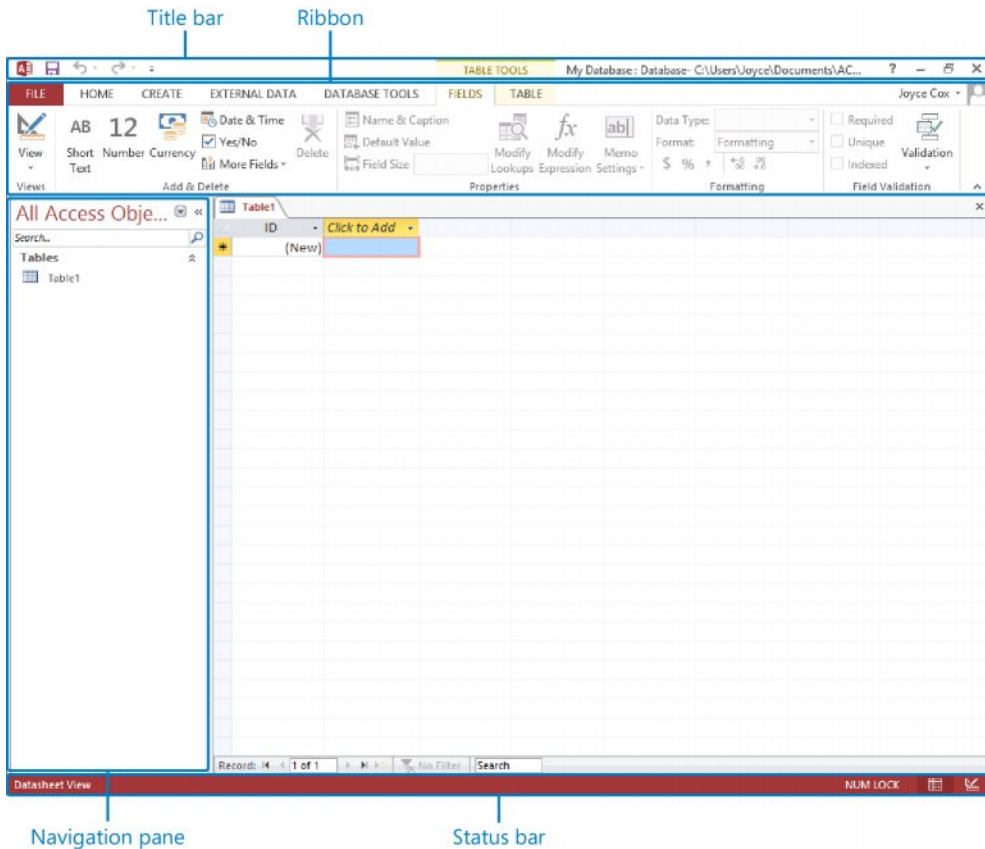 Title bar
Ribbon
TABLE TOOLS
My Database : Database- C:\Users\Joyce\Documents\AC...
?
FILE HOME CREATE EXTERNAL DATA DATABASE TOOLS FIELDS TABLE
Joyce Cox
View
Views
AB
Short
Text
12
Number
Currency
Date & Time
Yes/No
More Fields
Delete
Add & Delete
Name & Caption
Default Value
Field Size
Modify
Lookups
fx
Modify
Expression
ab|
Memo
Settings
Properties
Data Type:
Format: Formatting
$ % ,
Formatting
Required
Unique
Indexed
Validation
Field Validation
All Access Obje...
Search..
Tables
Table1
Table1
ID Click to Add
(New)
Record: 1 of 1 No Filter Search
Datasheet View
NUM LOCK
Navigation pane
Status bar